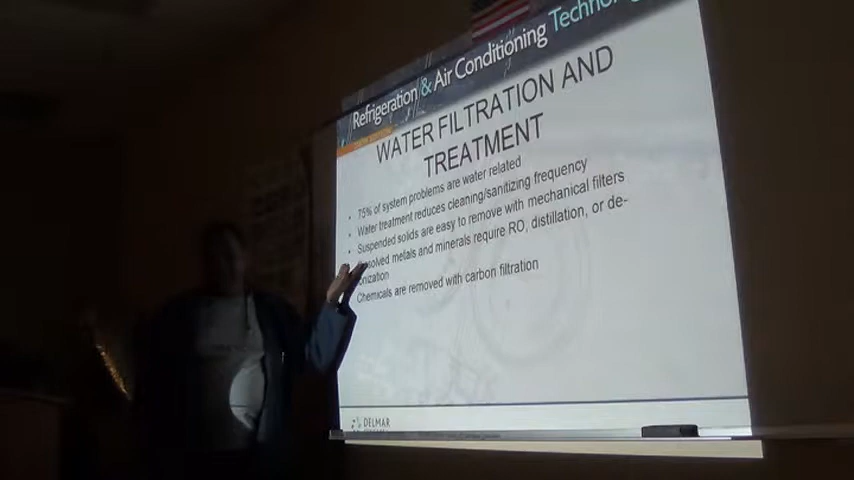 Refrigeration & Air Conditioning Technology
WATER FILTRATION AND
TREATMENT
• 75% of system problems are water related
• Water treatment reduces cleaning/sanitizing frequency
• Suspended solids are easy to remove with mechanical filters
solved metals and minerals require RO, distillation, or de-
ionization
Chemicals are removed with carbon filtration
DELMAR